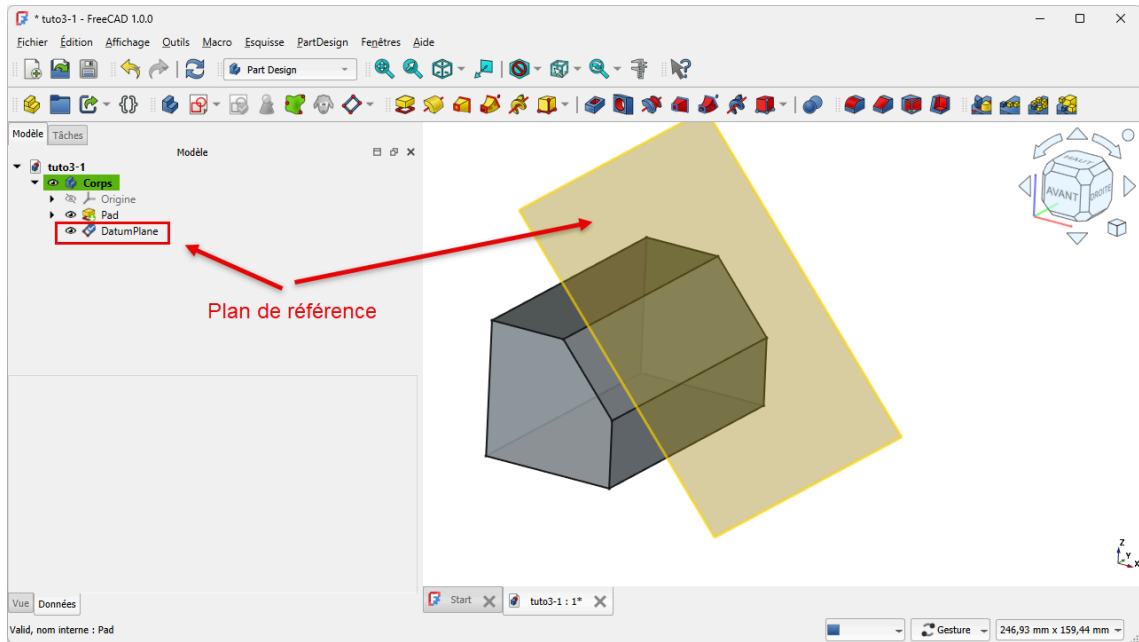 * tuto3-1 - FreeCAD 1.0.0
Fichier Édition Affichage Outils Macro Esquisse PartDesign Fenêtres Aide
Part Design
Modèle Tâches
Modèle
tuto3-1
Corps
Origine
Pad
DatumPlane
Plan de référence
HAUT
AVANT
DROITE
Z
Y
X
Vue Données
Start
tuto3-1 : 1*
Valid, nom interne : Pad
Gesture
246,93 mm x 159,44 mm